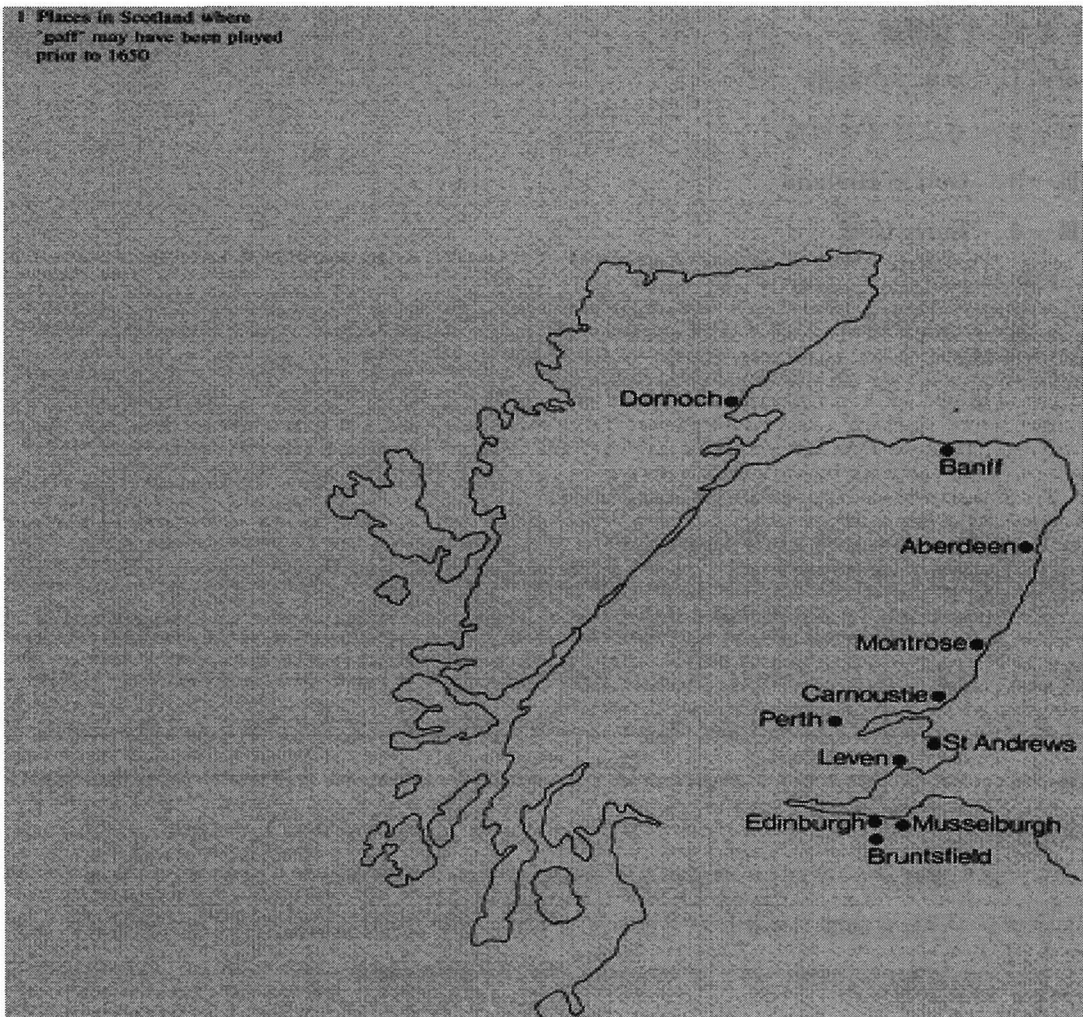 1 Places in Scotland where
"goff" may have been played
prior to 1650
Dornoch
Banff
Aberdeen
Montrose
Carnoustie
Perth
St Andrews
Leven
Edinburgh
Musselburgh
Bruntsfield